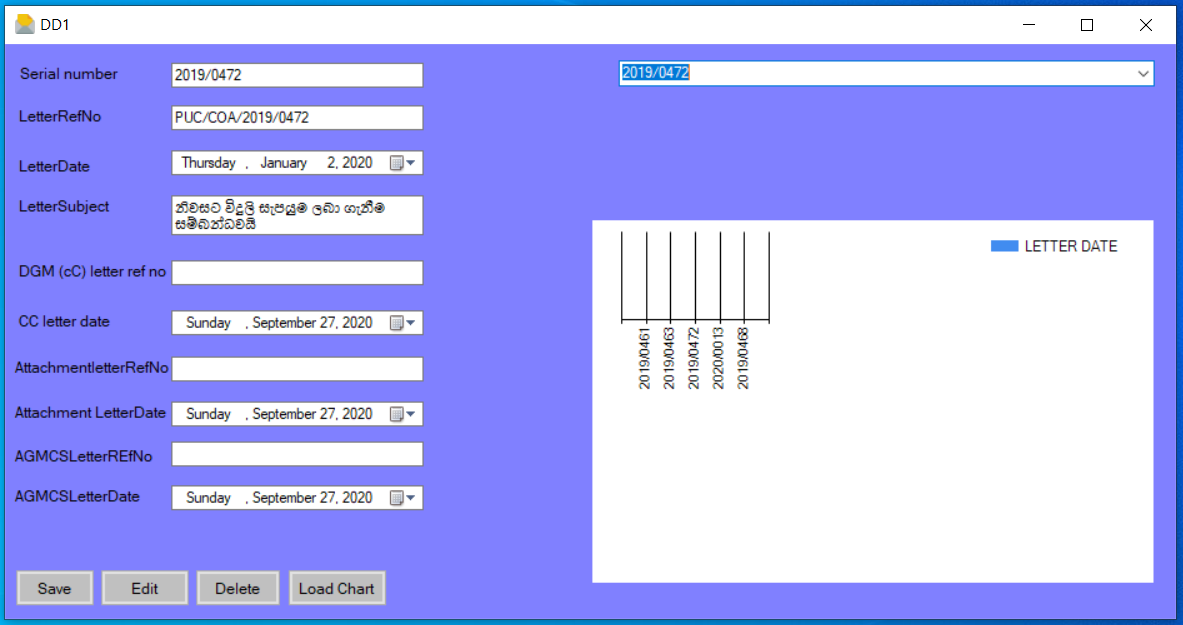 DD1
Serial number
2019/0472
2019/0472
LetterRefNo
PUC/COA/2019/0472
LetterDate
Thursday , January 2, 2020
LetterSubject
නිවසට විදුලි සැපයුම ලබා ගැනීම
සම්බන්ධවයි
DGM (cC) letter ref no
CC letter date
Sunday , September 27, 2020
AttachmentletterRefNo
Attachment LetterDate
Sunday , September 27, 2020
AGMCSLetterREfNo
AGMCSLetterDate
Sunday , September 27, 2020
LETTER DATE
2019/0461
2019/0463
2019/0472
2020/0013
2019/0468
Save
Edit
Delete
Load Chart